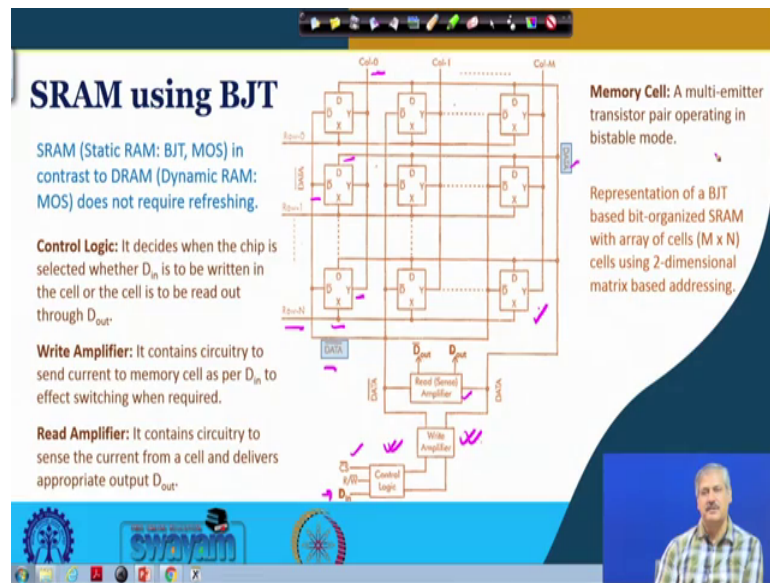 SRAM using BJT
SRAM (Static RAM: BJT, MOS) in
contrast to DRAM (Dynamic RAM:
MOS) does not require refreshing.
Control Logic: It decides when the chip is
selected whether Din is to be written in
the cell or the cell is to be read out
through Dout.
Write Amplifier: It contains circuitry to
send current to memory cell as per Din to
effect switching when required.
Read Amplifier: It contains circuitry to
sense the current from a cell and delivers
appropriate output Dout.
Col-0 Col-1 Col-M
D D D
D̅ Y D̅ Y D̅ Y
X X X
Row-0
D D D
D̅ Y D̅ Y D̅ Y
X X X
D̅A̅T̅A̅
DATA
Row-1
D D D
D̅ Y D̅ Y D̅ Y
X X X
Row-N
D̅A̅T̅A̅
D̅out Dout
D̅A̅T̅A̅
Read (Sense)
Amplifier
DATA
Write
Amplifier
C̅S̅
R/W̅
Din
Control
Logic
Memory Cell: A multi-emitter
transistor pair operating in
bistable mode.
Representation of a BJT
based bit-organized SRAM
with array of cells (M x N)
cells using 2-dimensional
matrix based addressing.
swayam